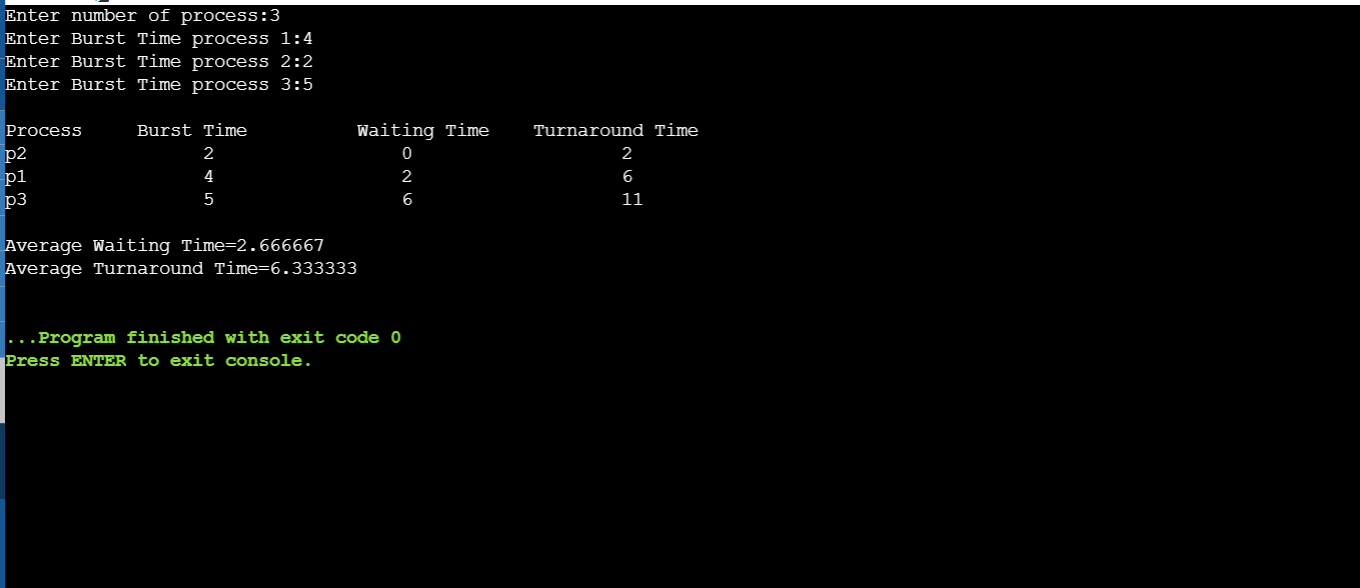 Enter number of process:3
Enter Burst Time process 1:4
Enter Burst Time process 2:2
Enter Burst Time process 3:5
Process Burst Time Waiting Time Turnaround Time
p2 2 0 2
p1 4 2 6
p3 5 6 11
Average Waiting Time=2.666667
Average Turnaround Time=6.333333
...Program finished with exit code 0
Press ENTER to exit console.